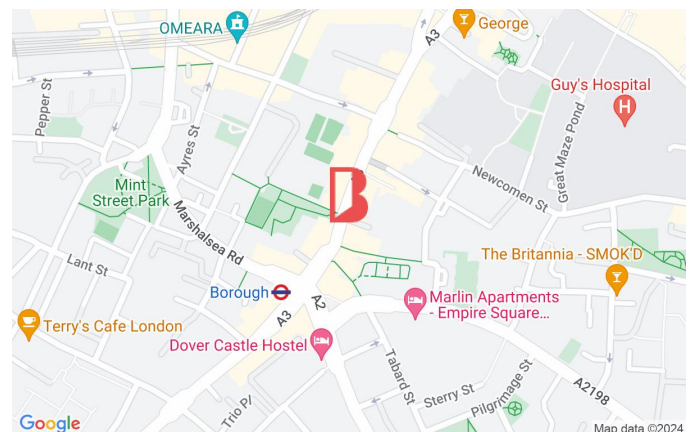 OMEARA
A3
George
Guy's Hospital
H
Pepper St
Ayres St
Great Maze Pond
Newcomen St
Mint
Street Park
B
Marshalsea Rd
Lant St
The Britannia - SMOK'D
Borough
A3
A2
Marlin Apartments
- Empire Square...
Terry's Cafe London
Dover Castle Hostel
Tabard St
Sterry St
Pilgrimage St
A2198
Trio Pl
Google
Map data ©2024